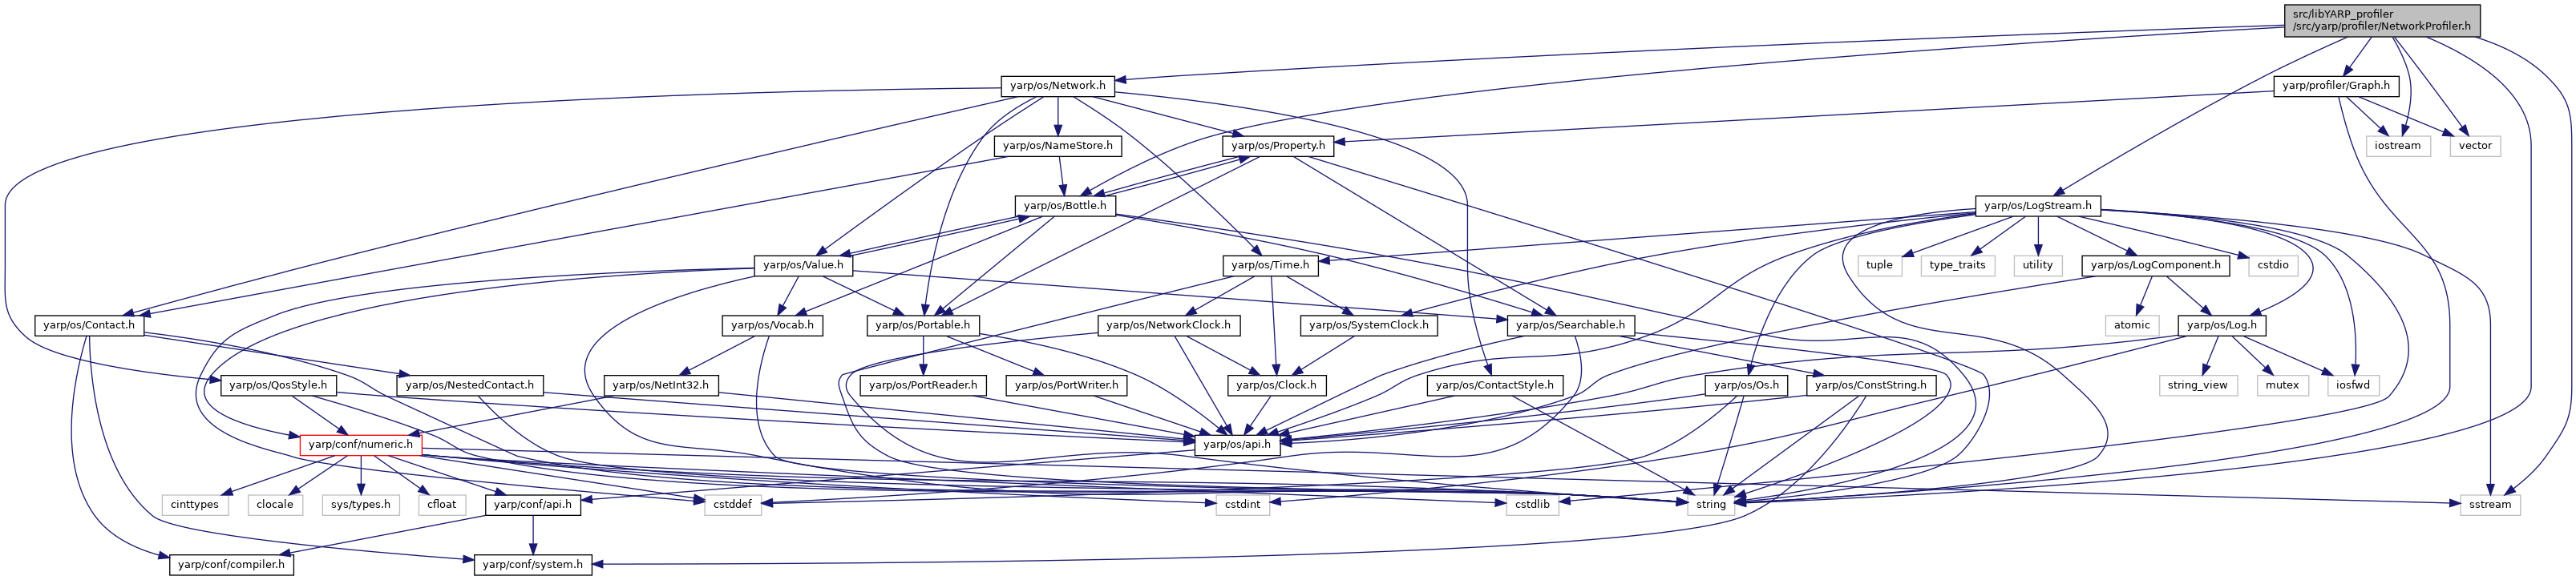 src/libYARP_profiler
/src/yarp/profiler/NetworkProfiler.h
yarp/os/Network.h
yarp/profiler/Graph.h
yarp/os/NameStore.h
yarp/os/Property.h
iostream
vector
yarp/os/Bottle.h
yarp/os/LogStream.h
yarp/os/Value.h
yarp/os/Time.h
tuple
type_traits
utility
yarp/os/LogComponent.h
cstdio
yarp/os/Contact.h
yarp/os/Vocab.h
yarp/os/Portable.h
yarp/os/NetworkClock.h
yarp/os/SystemClock.h
yarp/os/Searchable.h
atomic
yarp/os/Log.h
yarp/os/QosStyle.h
yarp/os/NestedContact.h
yarp/os/NetInt32.h
yarp/os/PortReader.h
yarp/os/PortWriter.h
yarp/os/Clock.h
yarp/os/ContactStyle.h
yarp/os/Os.h
yarp/os/ConstString.h
string_view
mutex
iosfwd
yarp/conf/numeric.h
yarp/os/api.h
cinttypes
clocale
sys/types.h
cfloat
yarp/conf/api.h
cstddef
cstdint
cstdlib
string
sstream
yarp/conf/compiler.h
yarp/conf/system.h